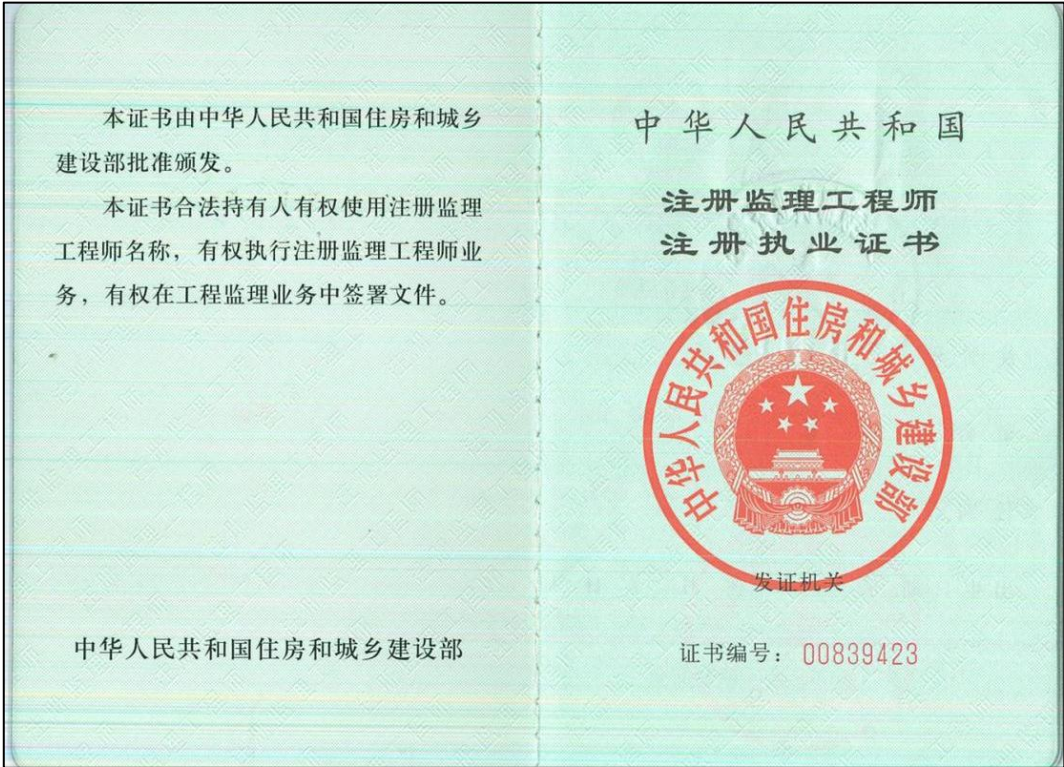 本证书由中华人民共和国住房和城乡
建设部批准颁发。
本证书合法持有人有权使用注册监理
工程师名称，有权执行注册监理工程师业
务，有权在工程监理业务中签署文件。
中华人民共和国住房和城乡建设部
中华人民共和国
注册监理工程师
注册执业证书
中华人民共和国住房和城乡建设部
发证机关
证书编号：00839423